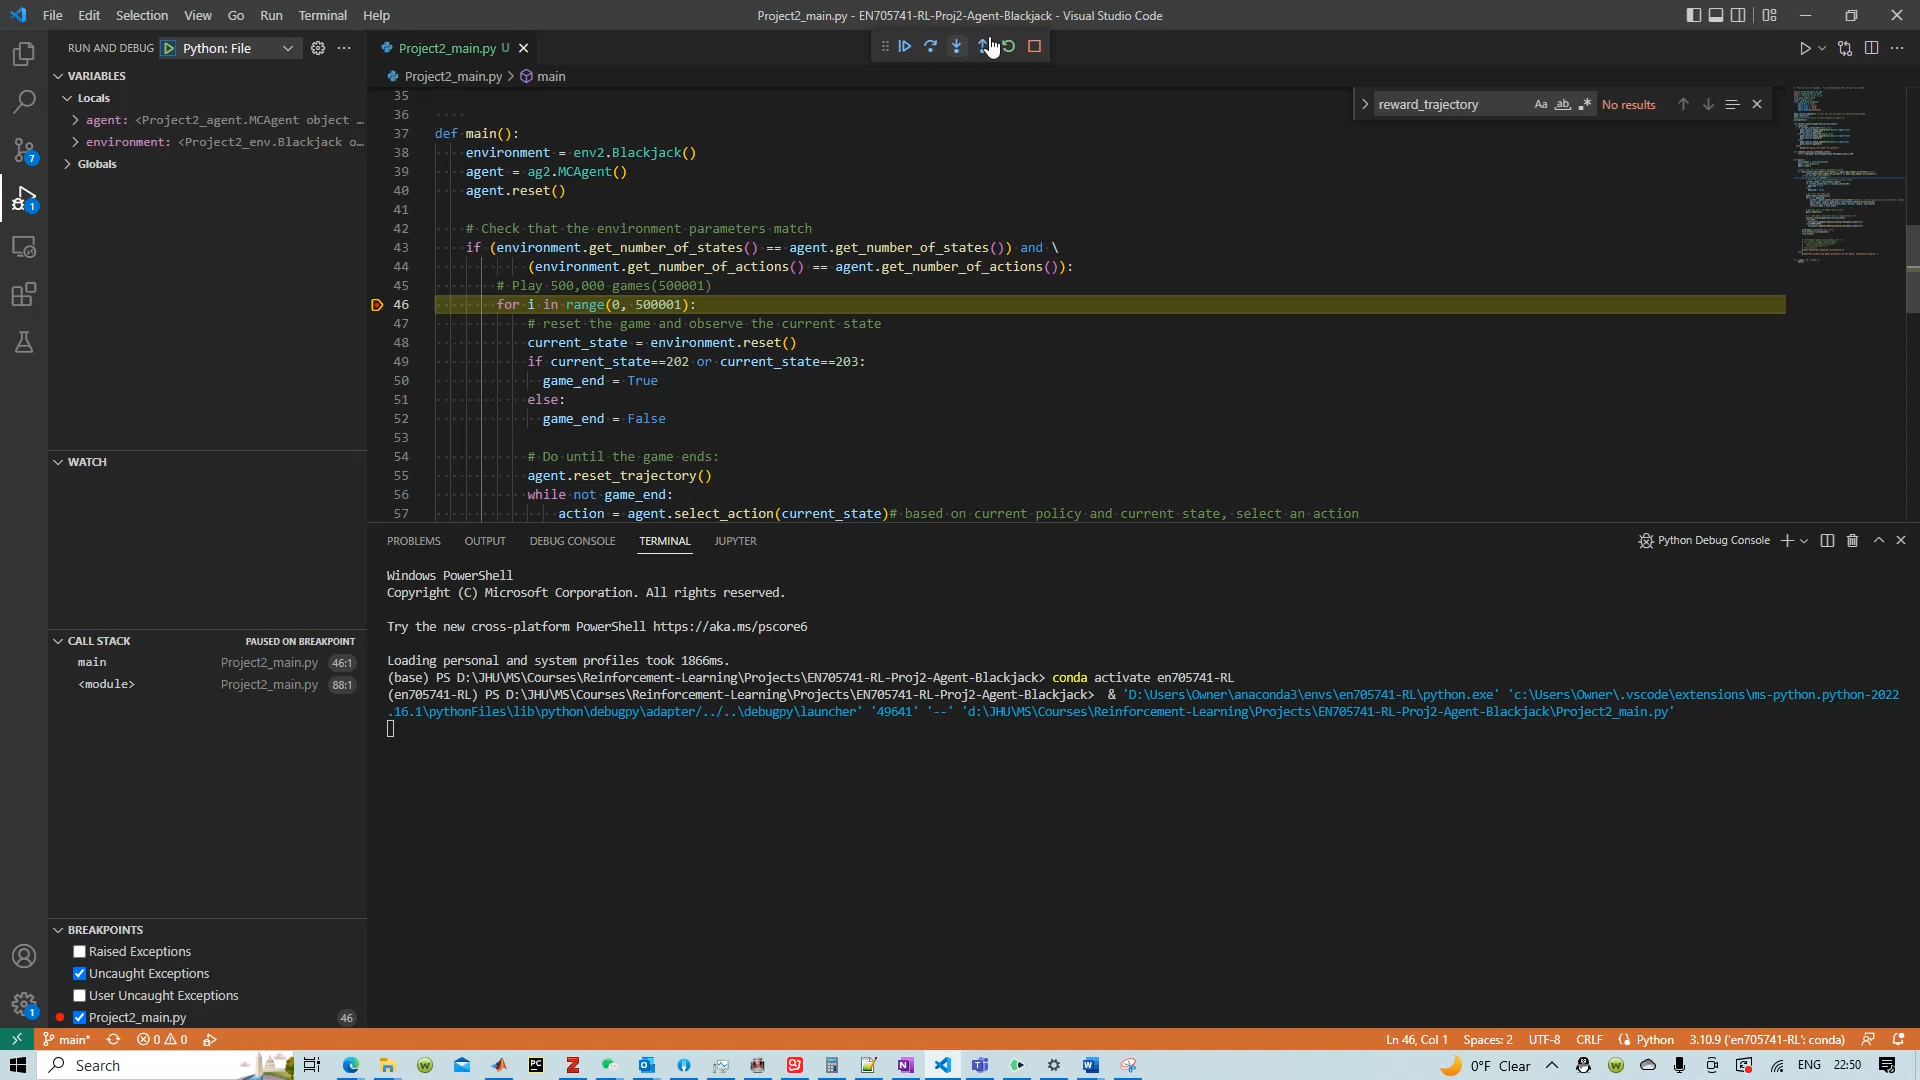 File Edit Selection View Go Run Terminal Help
Project2_main.py - EN705741-RL-Proj2-Agent-Blackjack - Visual Studio Code
RUN AND DEBUG Python: File
Project2_main.py U
Project2_main.py > main
VARIABLES
Locals
agent: <Project2_agent.MCAgent object ...
environment: <Project2_env.Blackjack o...
Globals
reward_trajectory Aa ab No results
35
36
37 def main():
38 environment = env2.Blackjack()
39 agent = ag2.MCAgent()
40 agent.reset()
41
42 # Check that the environment parameters match
43 if (environment.get_number_of_states() == agent.get_number_of_states()) and \
44 (environment.get_number_of_actions() == agent.get_number_of_actions()):
45 # Play 500,000 games(500001)
46 for i in range(0, 500001):
47 # reset the game and observe the current state
48 current_state = environment.reset()
49 if current_state==202 or current_state==203:
50 game_end = True
51 else:
52 game_end = False
53
54 # Do until the game ends:
55 agent.reset_trajectory()
56 while not game_end:
57 action = agent.select_action(current_state)# based on current policy and current state, select an action
WATCH
CALL STACK PAUSED ON BREAKPOINT
main Project2_main.py 46:1
<module> Project2_main.py 88:1
BREAKPOINTS
Raised Exceptions
Uncaught Exceptions
User Uncaught Exceptions
Project2_main.py 46
7
1
1
PROBLEMS OUTPUT DEBUG CONSOLE TERMINAL JUPYTER
Python Debug Console
Windows PowerShell
Copyright (C) Microsoft Corporation. All rights reserved.
Try the new cross-platform PowerShell https://aka.ms/pscore6
Loading personal and system profiles took 1866ms.
(base) PS D:\JHU\MS\Courses\Reinforcement-Learning\Projects\EN705741-RL-Proj2-Agent-Blackjack> conda activate en705741-RL
(en705741-RL) PS D:\JHU\MS\Courses\Reinforcement-Learning\Projects\EN705741-RL-Proj2-Agent-Blackjack> & 'D:\Users\Owner\anaconda3\envs\en705741-RL\python.exe' 'c:\Users\Owner\.vscode\extensions\ms-python.python-2022
.16.1\pythonFiles\lib\python\debugpy\adapter/../..\debugpy\launcher' '49641' '--' 'd:\JHU\MS\Courses\Reinforcement-Learning\Projects\EN705741-RL-Proj2-Agent-Blackjack\Project2_main.py'
main* 0 0
Ln 46, Col 1 Spaces: 2 UTF-8 CRLF Python 3.10.9 ('en705741-RL': conda)
Search
0°F Clear ENG 22:50